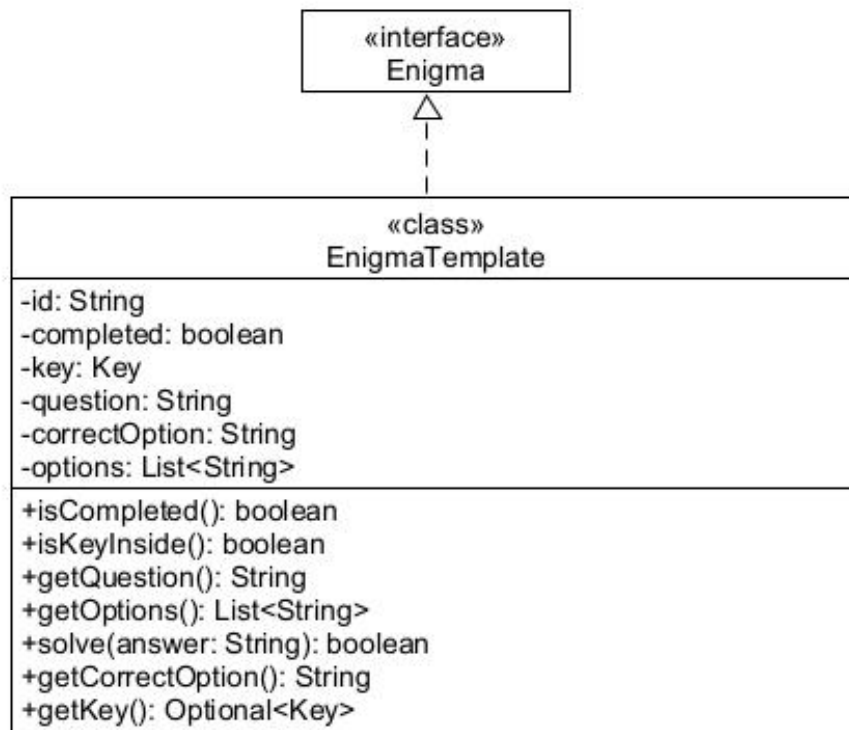 «interface»
Enigma
«class»
EnigmaTemplate
-id: String
-completed: boolean
-key: Key
-question: String
-correctOption: String
-options: List<String>
+isCompleted(): boolean
+isKeyInside(): boolean
+getQuestion(): String
+getOptions(): List<String>
+solve(answer: String): boolean
+getCorrectOption(): String
+getKey(): Optional<Key>